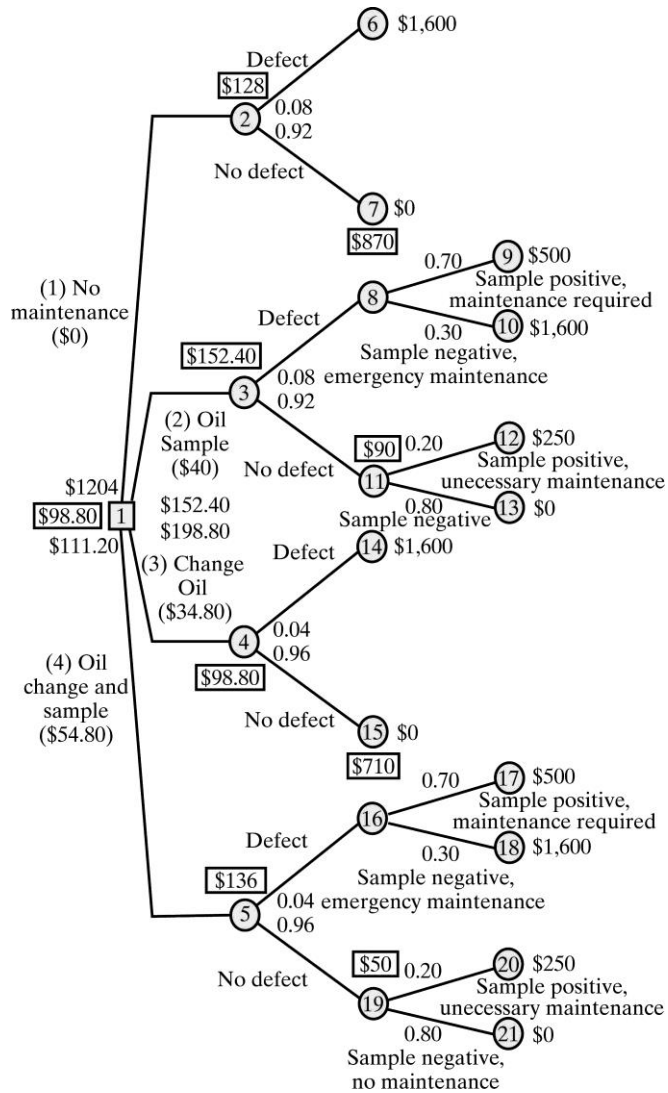 6 $1,600
Defect
$128
2
0.08
0.92
No defect
7 $0
$870
(1) No
maintenance
($0)
0.70
9 $500
Sample positive,
maintenance required
8
0.30
10 $1,600
Defect
Sample negative,
emergency maintenance
$152.40
3
0.08
0.92
(2) Oil
Sample
($40)
No defect
$90
11
0.20
12 $250
Sample positive,
unecessary maintenance
0.80
13 $0
Sample negative
$1204
$98.80 1
$111.20
$152.40
$198.80
14 $1,600
Defect
(3) Change
Oil
($34.80)
4
0.04
0.96
$98.80
No defect
15 $0
$710
(4) Oil
change and
sample
($54.80)
0.70
17 $500
Sample positive,
maintenance required
16
0.30
18 $1,600
Defect
Sample negative,
emergency maintenance
$136
5
0.04
0.96
No defect
$50
19
0.20
20 $250
Sample positive,
unecessary maintenance
0.80
21 $0
Sample negative,
no maintenance